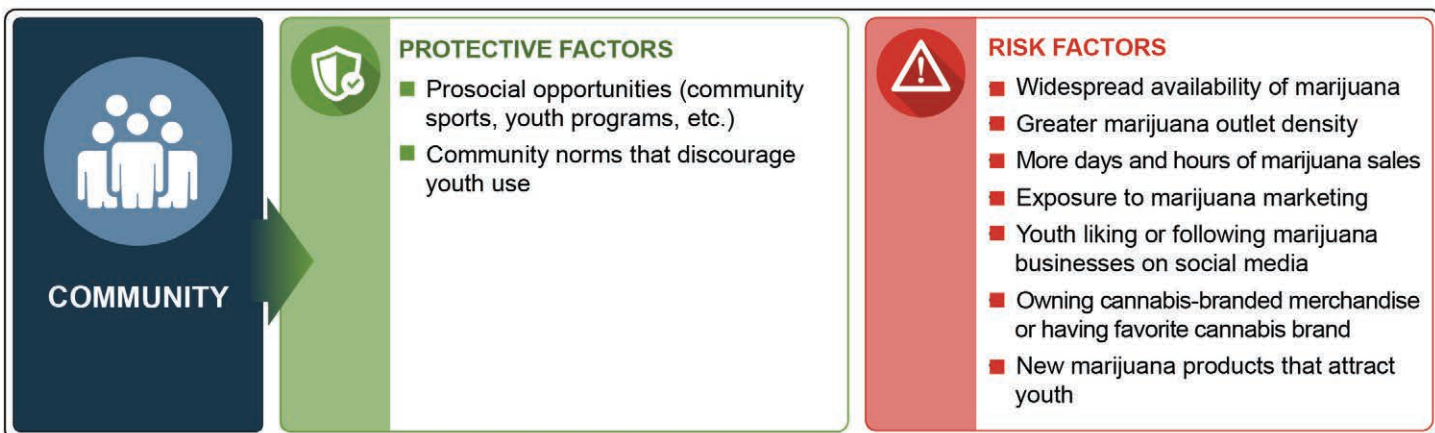 COMMUNITY
PROTECTIVE FACTORS
Prosocial opportunities (community
sports, youth programs, etc.)
Community norms that discourage
youth use
RISK FACTORS
Widespread availability of marijuana
Greater marijuana outlet density
More days and hours of marijuana sales
Exposure to marijuana marketing
Youth liking or following marijuana
businesses on social media
Owning cannabis-branded merchandise
or having favorite cannabis brand
New marijuana products that attract
youth